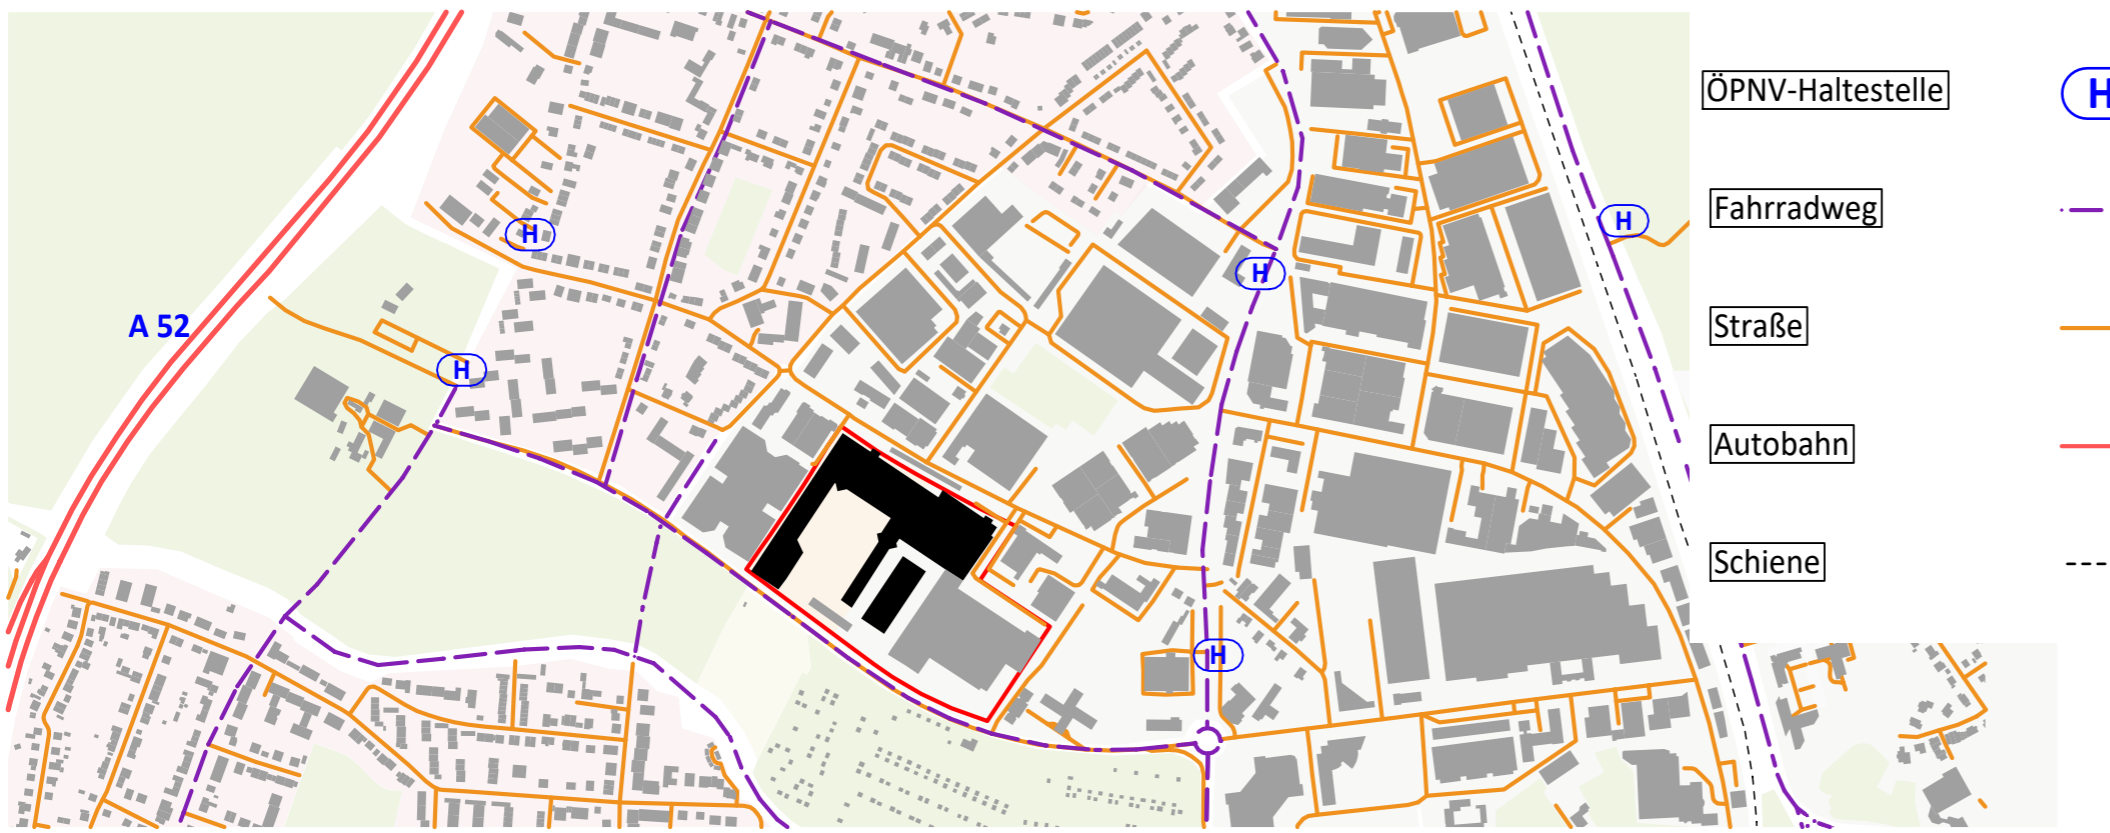 ÖPNV-Haltestelle H
Fahrradweg
H
H
H
A 52
Straße
H
Autobahn
Schiene
H